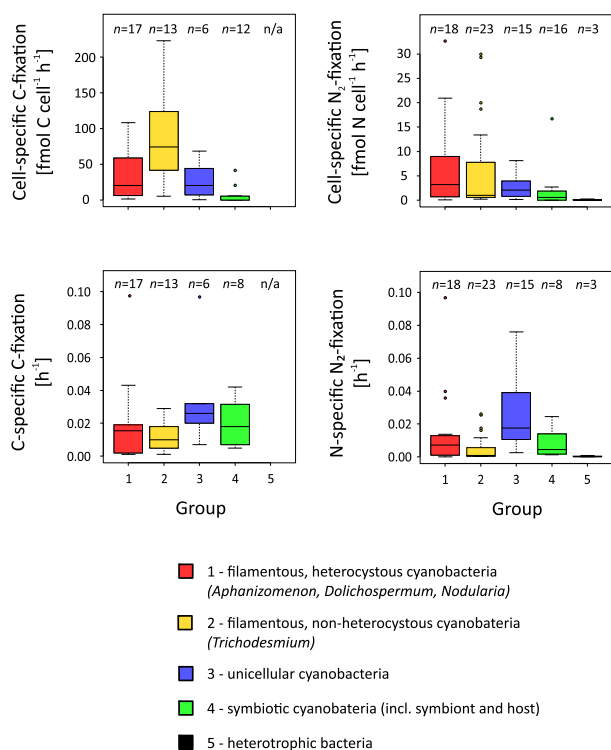 n=17 n=13 n=6 n=12 n/a
Cell-specific C-fixation
[fmol C cell⁻¹ h⁻¹]
200
150
100
50
0
n=18 n=23 n=15 n=16 n=3
Cell-specific N₂-fixation
[fmol N cell⁻¹ h⁻¹]
30
25
20
15
10
5
0
n=17 n=13 n=6 n=8 n/a
C-specific C-fixation
[h⁻¹]
0.10
0.08
0.06
0.04
0.02
0.00
1 2 3 4 5
Group
n=18 n=23 n=15 n=8 n=3
N-specific N₂-fixation
[h⁻¹]
0.10
0.08
0.06
0.04
0.02
0.00
1 2 3 4 5
Group
1 - filamentous, heterocystous cyanobacteria
(Aphanizomenon, Dolichospermum, Nodularia)
2 - filamentous, non-heterocystous cyanobateria
(Trichodesmium)
3 - unicellular cyanobacteria
4 - symbiotic cyanobateria (incl. symbiont and host)
5 - heterotrophic bacteria